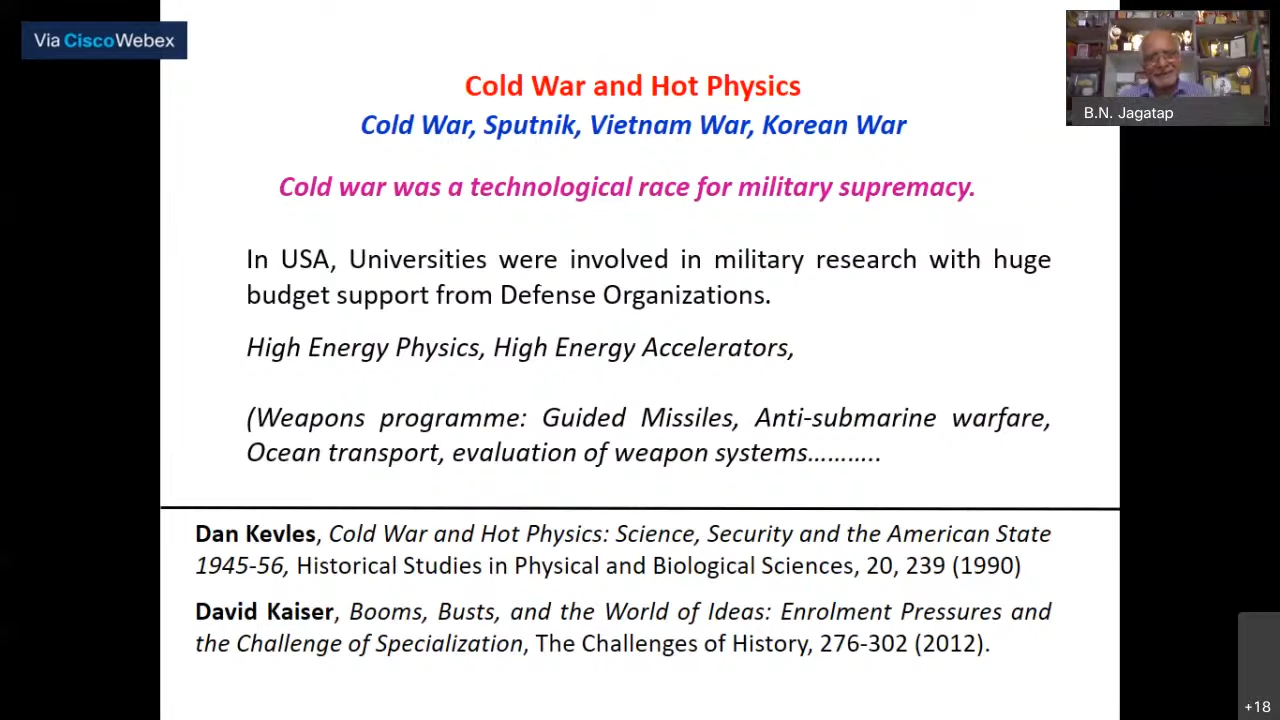 Via CiscoWebex
B.N. Jagatap
Cold War and Hot Physics
Cold War, Sputnik, Vietnam War, Korean War
Cold war was a technological race for military supremacy.
In USA, Universities were involved in military research with huge
budget support from Defense Organizations.
High Energy Physics, High Energy Accelerators,
(Weapons programme: Guided Missiles, Anti-submarine warfare,
Ocean transport, evaluation of weapon systems………..
Dan Kevles, Cold War and Hot Physics: Science, Security and the American State
1945-56, Historical Studies in Physical and Biological Sciences, 20, 239 (1990)
David Kaiser, Booms, Busts, and the World of Ideas: Enrolment Pressures and
the Challenge of Specialization, The Challenges of History, 276-302 (2012).
+18